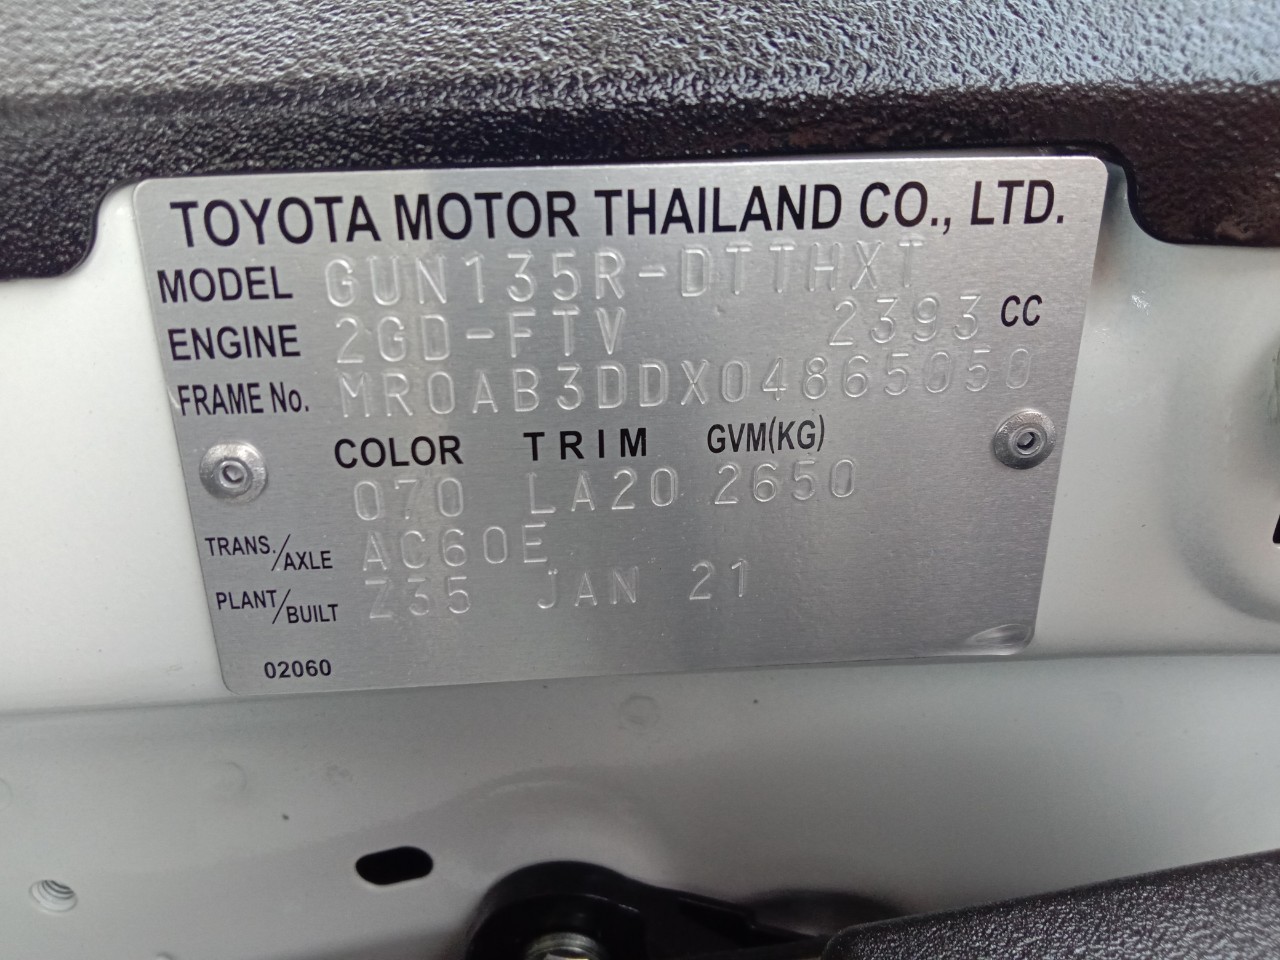 TOYOTA MOTOR THAILAND CO., LTD.
MODEL GUN135R-DTTHXT
ENGINE 2GD-FTV 2393 CC
FRAME No. MR0AB3DDX04865050
COLOR TRIM GVM(KG)
070 LA20 2650
TRANS./AXLE AC60E
PLANT/BUILT Z35 JAN 21
02060